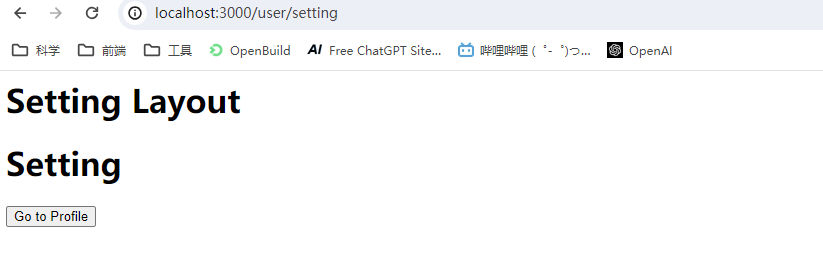 localhost:3000/user/setting
科学 前端 工具 OpenBuild AI Free ChatGPT Site... 哔哩哔哩 ( ゜- ゜)つ... OpenAI
Setting Layout
Setting
Go to Profile